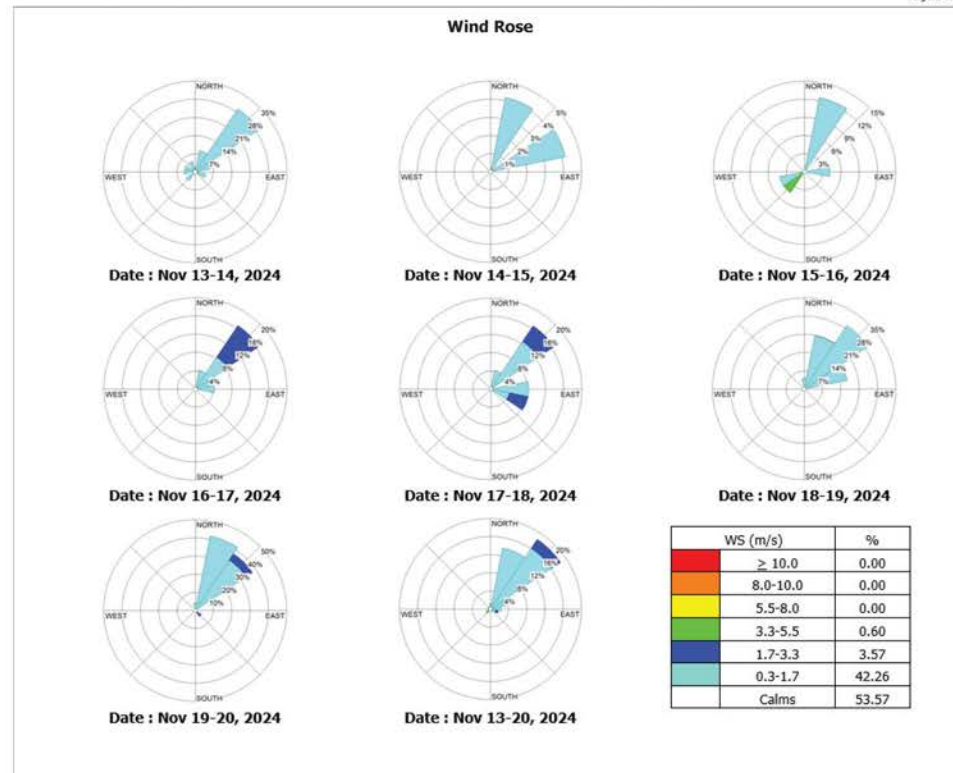 Wind Rose
NORTH
35%
28%
21%
14%
7%
WEST
EAST
SOUTH
Date : Nov 13-14, 2024
NORTH
5%
4%
3%
2%
1%
WEST
EAST
SOUTH
Date : Nov 14-15, 2024
NORTH
15%
12%
9%
6%
3%
WEST
EAST
SOUTH
Date : Nov 15-16, 2024
NORTH
20%
16%
12%
8%
4%
WEST
EAST
SOUTH
Date : Nov 16-17, 2024
NORTH
20%
16%
12%
8%
4%
WEST
EAST
SOUTH
Date : Nov 17-18, 2024
NORTH
35%
28%
21%
14%
7%
WEST
EAST
SOUTH
Date : Nov 18-19, 2024
NORTH
50%
40%
30%
20%
10%
WEST
EAST
SOUTH
Date : Nov 19-20, 2024
NORTH
20%
16%
12%
8%
4%
WEST
EAST
SOUTH
Date : Nov 13-20, 2024
WS (m/s) %
≥ 10.0 0.00
8.0-10.0 0.00
5.5-8.0 0.00
3.3-5.5 0.60
1.7-3.3 3.57
0.3-1.7 42.26
Calms 53.57